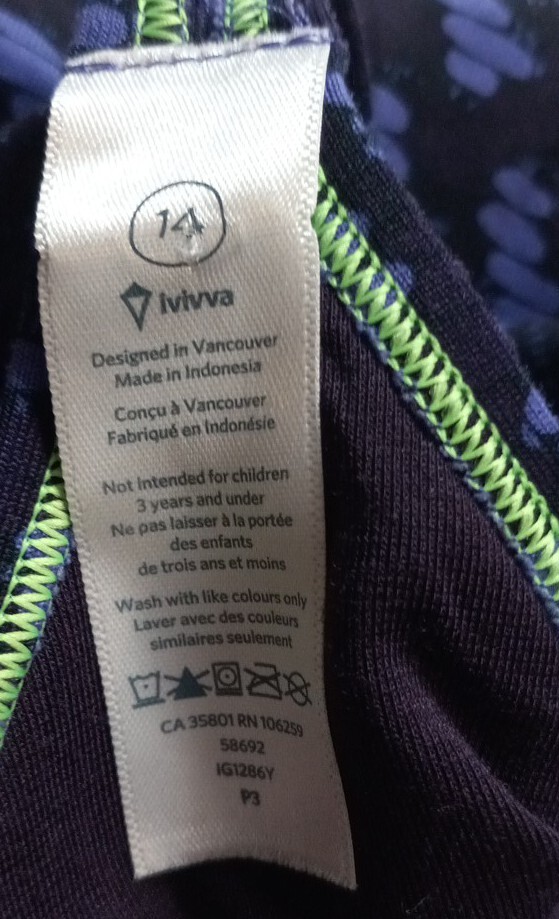 14
ivivva
Designed in Vancouver
Made in Indonesia
Conçu à Vancouver
Fabriqué en Indonésie
Not Intended for children
3 years and under
Ne pas laisser à la portée
des enfants
de trois ans et moins
Wash with like colours only
Laver avec des couleurs
similaires seulement
CA 35801 RN 106259
58692
IG1286Y
P3